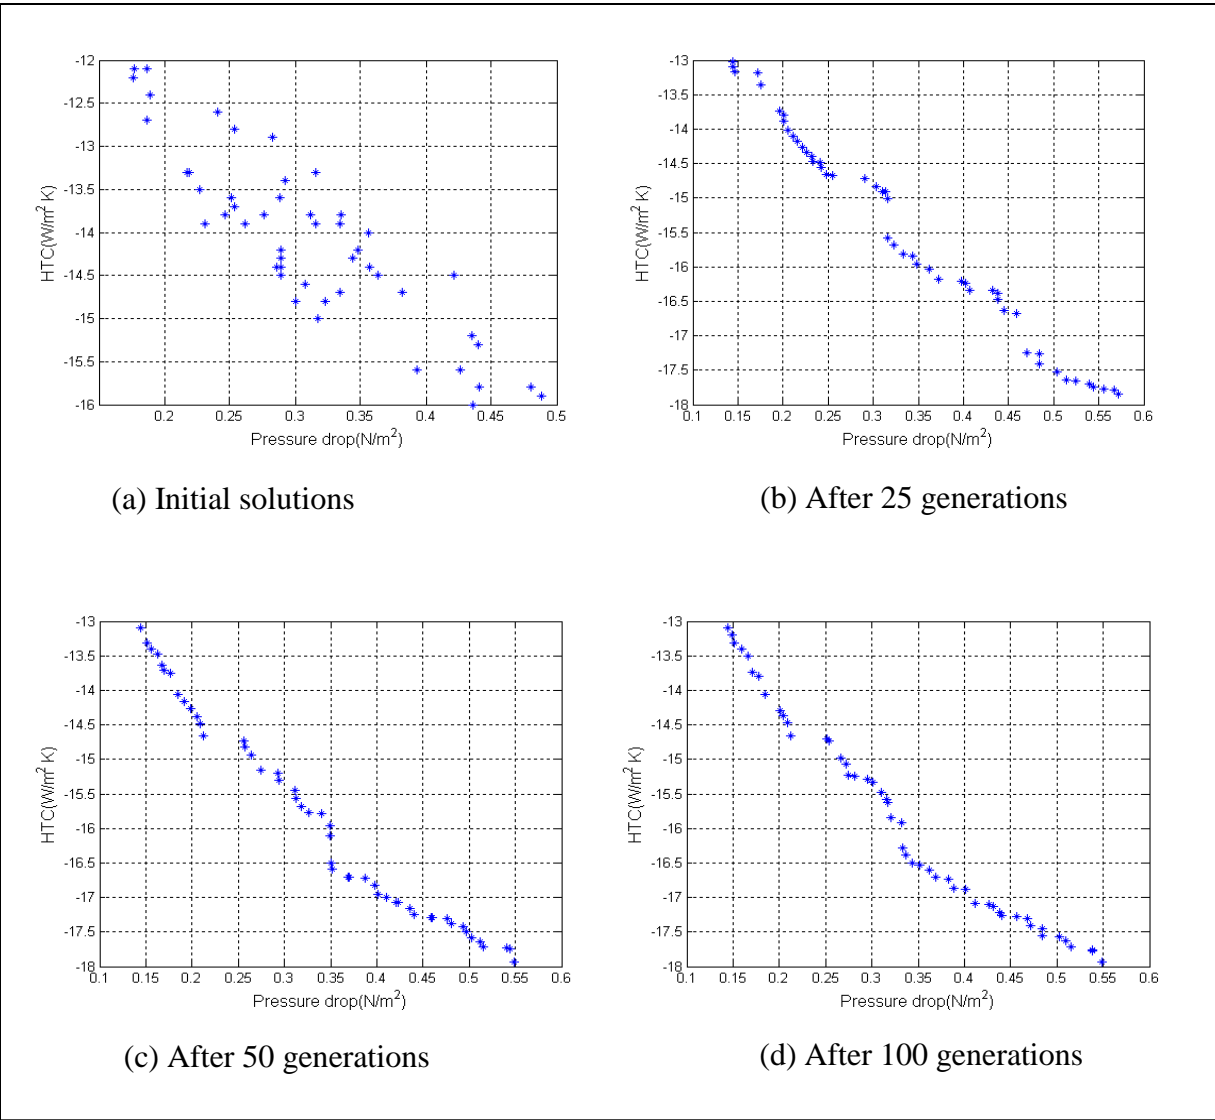 -12
-12.5
-13
-13.5
-14
-14.5
-15
-15.5
-16
HTC(W/m² K)
0.2 0.25 0.3 0.35 0.4 0.45 0.5
Pressure drop(N/m²)
(a) Initial solutions
-13
-13.5
-14
-14.5
-15
-15.5
-16
-16.5
-17
-17.5
-18
HTC(W/m² K)
0.1 0.15 0.2 0.25 0.3 0.35 0.4 0.45 0.5 0.55 0.6
Pressure drop(N/m²)
(b) After 25 generations
-13
-13.5
-14
-14.5
-15
-15.5
-16
-16.5
-17
-17.5
-18
HTC(W/m² K)
0.1 0.15 0.2 0.25 0.3 0.35 0.4 0.45 0.5 0.55 0.6
Pressure drop(N/m²)
(c) After 50 generations
-13
-13.5
-14
-14.5
-15
-15.5
-16
-16.5
-17
-17.5
-18
HTC(W/m² K)
0.1 0.15 0.2 0.25 0.3 0.35 0.4 0.45 0.5 0.55 0.6
Pressure drop(N/m²)
(d) After 100 generations